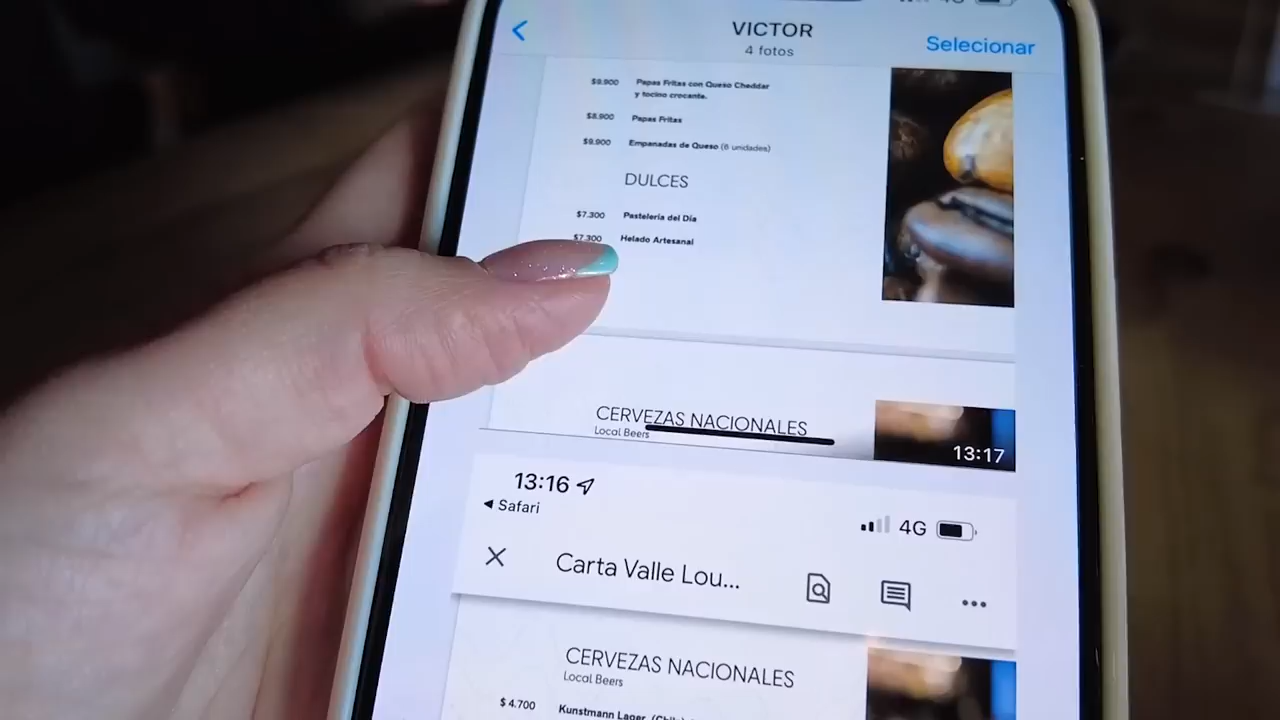 VICTOR
4 fotos
Selecionar
$9.900 Papas Fritas con Queso Cheddar
y tocino crocante.
$8.900 Papas Fritas
$9.900 Empanadas de Queso (6 unidades)
DULCES
$7.300 Pastelería del Día
$7.300 Helado Artesanal
CERVEZAS NACIONALES
Local Beers
13:17
13:16
Safari
4G
Carta Valle Lou...
CERVEZAS NACIONALES
Local Beers
$ 4.700 Kunstmann Lager